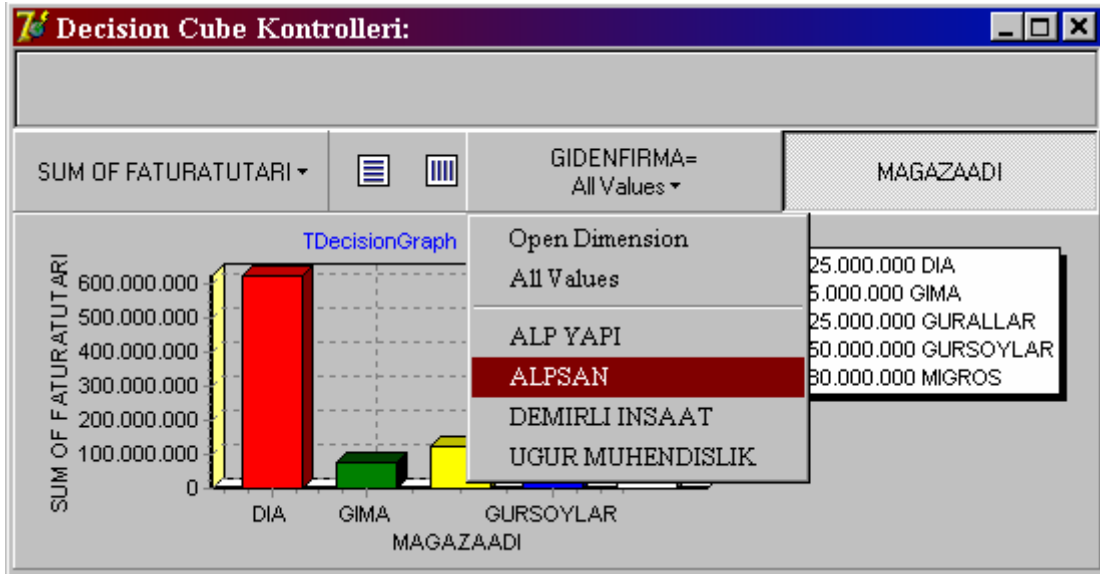 Decision Cube Kontrolleri:
SUM OF FATURATUTARI
GIDENFIRMA=
All Values
MAGAZAADI
TDecisionGraph
Open Dimension
All Values
ALP YAPI
ALPSAN
DEMIRLI INSAAT
UGUR MUHENDISLIK
SUM OF FATURATUTARI
600.000.000
500.000.000
400.000.000
300.000.000
200.000.000
100.000.000
0
DIA GIMA GURSOYLAR
MAGAZAADI
25.000.000 DIA
5.000.000 GIMA
25.000.000 GURALLAR
50.000.000 GURSOYLAR
80.000.000 MIGROS